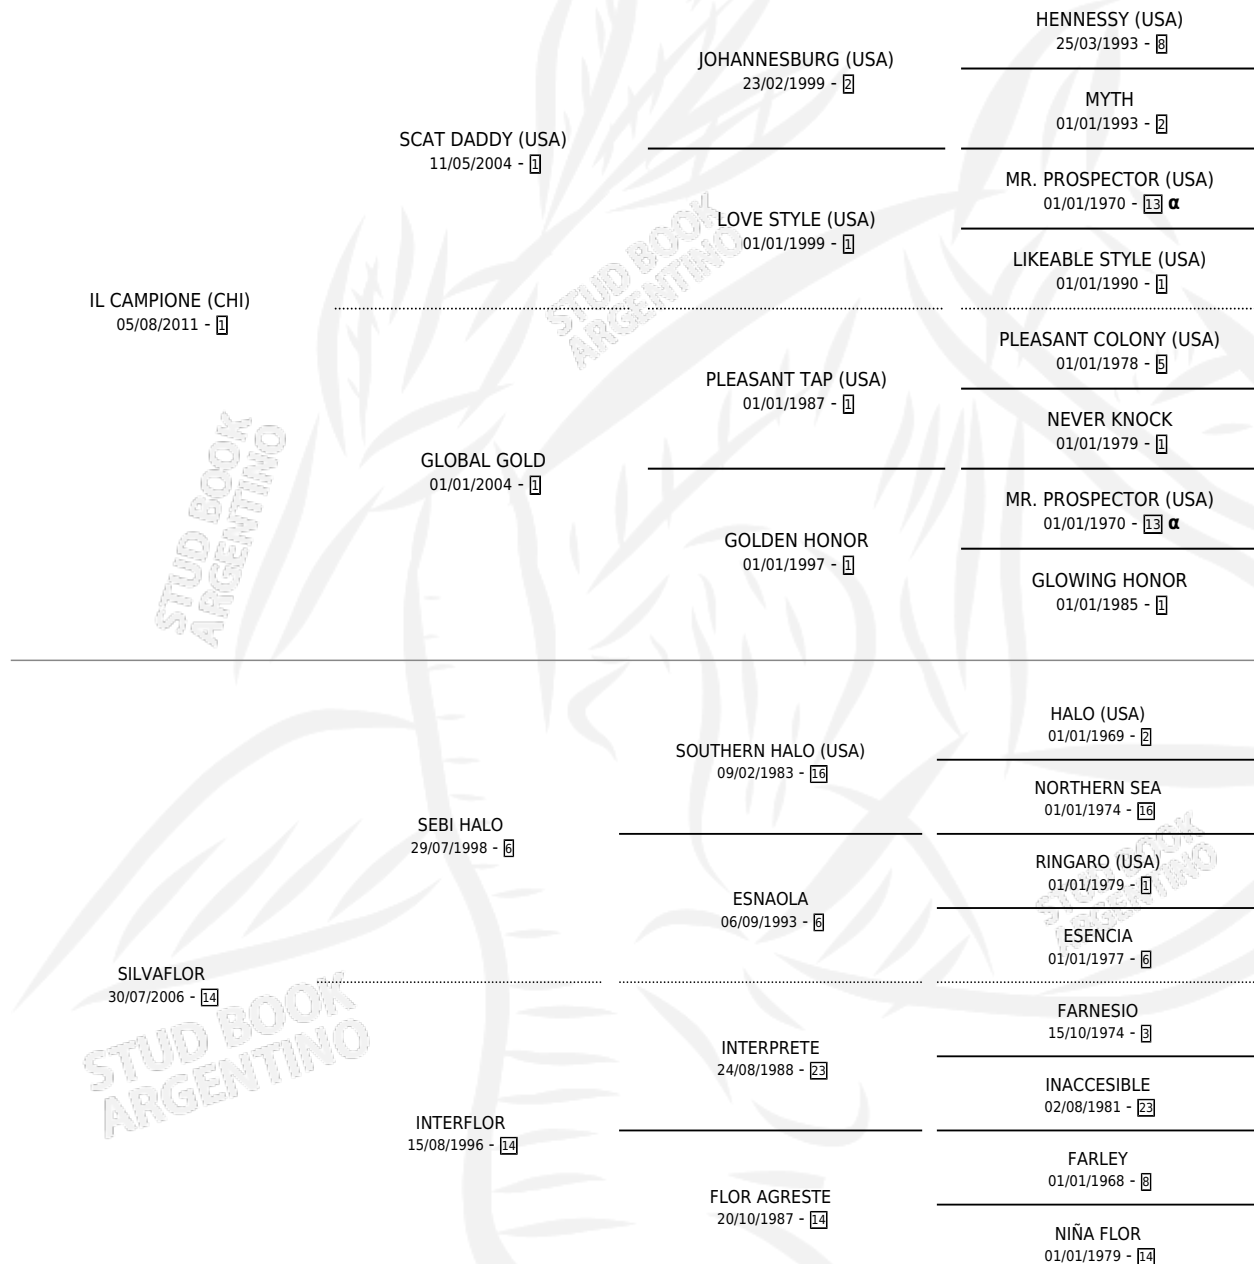 HENNESSY (USA)
25/03/1993 - 8
JOHANNESBURG (USA)
23/02/1999 - 2
MYTH
01/01/1993 - 2
SCAT DADDY (USA)
11/05/2004 - 1
MR. PROSPECTOR (USA)
01/01/1970 - 13 α
LOVE STYLE (USA)
01/01/1999 - 1
LIKEABLE STYLE (USA)
01/01/1990 - 1
IL CAMPIONE (CHI)
05/08/2011 - 1
PLEASANT COLONY (USA)
01/01/1978 - 5
PLEASANT TAP (USA)
01/01/1987 - 1
NEVER KNOCK
01/01/1979 - 1
GLOBAL GOLD
01/01/2004 - 1
MR. PROSPECTOR (USA)
01/01/1970 - 13 α
GOLDEN HONOR
01/01/1997 - 1
GLOWING HONOR
01/01/1985 - 1
HALO (USA)
01/01/1969 - 2
SOUTHERN HALO (USA)
09/02/1983 - 16
NORTHERN SEA
01/01/1974 - 16
SEBI HALO
29/07/1998 - 6
RINGARO (USA)
01/01/1979 - 1
ESNAOLA
06/09/1993 - 6
ESENCIA
01/01/1977 - 6
SILVAFLOR
30/07/2006 - 14
FARNESIO
15/10/1974 - 3
INTERPRETE
24/08/1988 - 23
INACCESIBLE
02/08/1981 - 23
INTERFLOR
15/08/1996 - 14
FARLEY
01/01/1968 - 8
FLOR AGRESTE
20/10/1987 - 14
NIÑA FLOR
01/01/1979 - 14
STUD BOOK
ARGENTINO
STUD BOOK
ARGENTINO
STUD BOOK
ARGENTINO
STUD BOOK
ARGENTINO